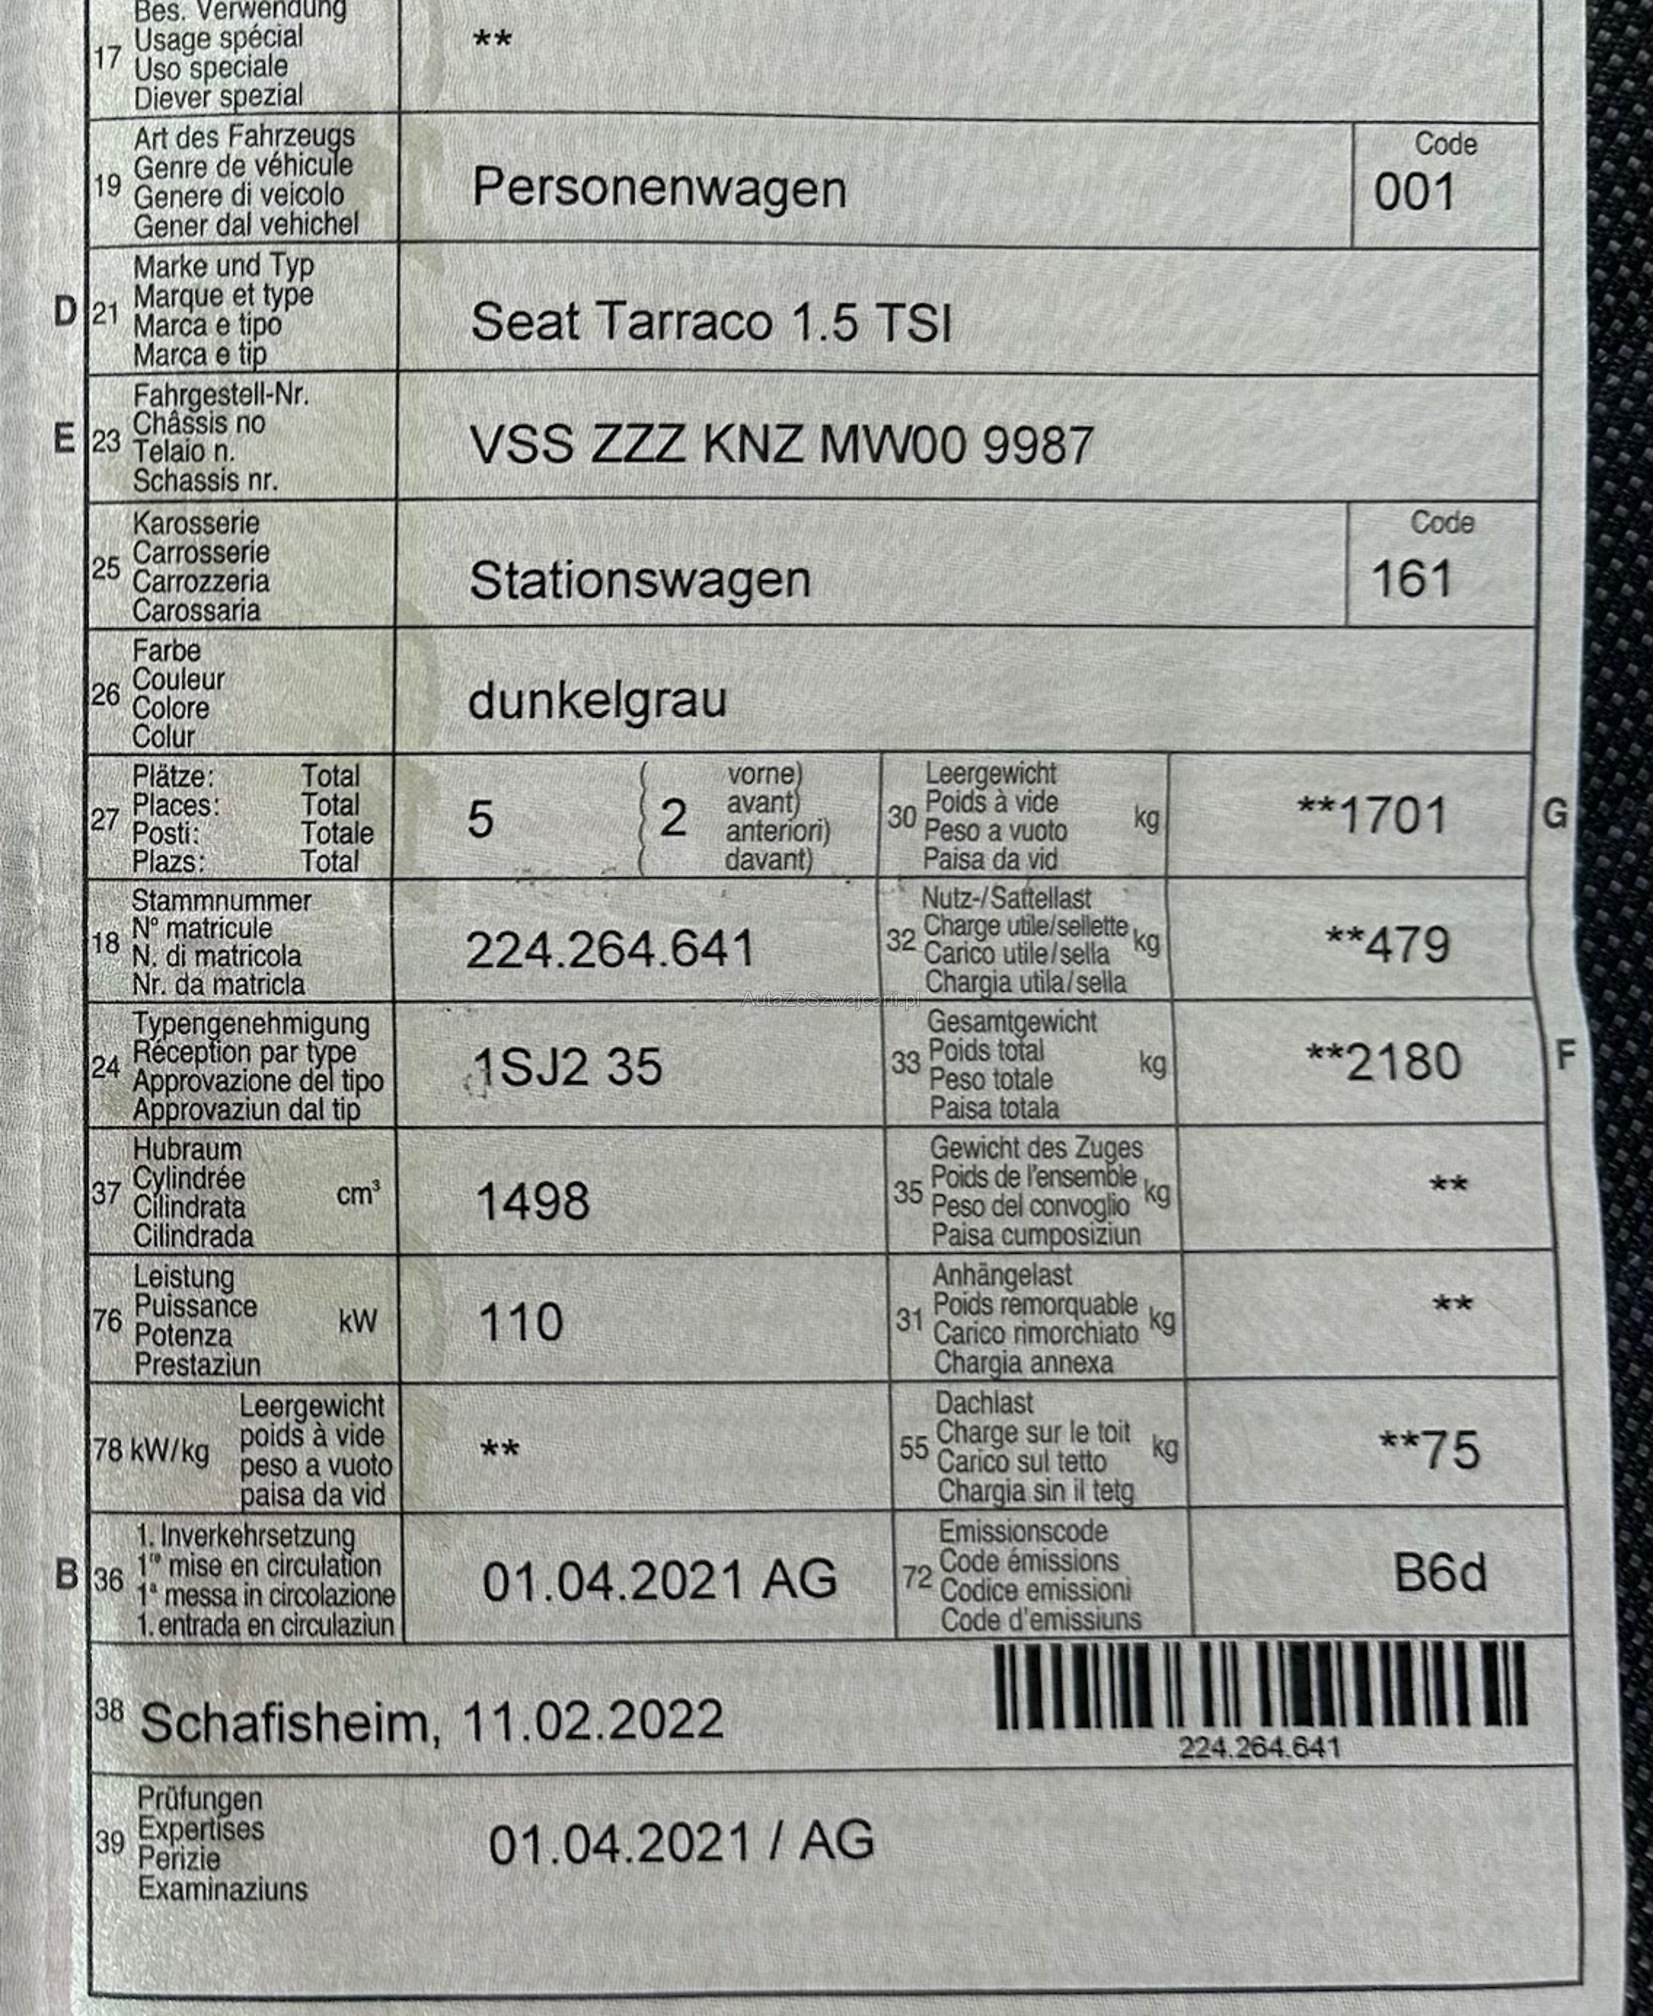 Bes. Verwendung
17 Usage spécial
Uso speciale
Diever spezial
**
19 Art des Fahrzeugs
Genre de véhicule
Genere di veicolo
Gener dal vehichel
Personenwagen
Code
001
D 21 Marke und Typ
Marque et type
Marca e tipo
Marca e tip
Seat Tarraco 1.5 TSI
E 23 Fahrgestell-Nr.
Châssis no
Telaio n.
Schassis nr.
VSS ZZZ KNZ MW00 9987
25 Karosserie
Carrosserie
Carrozzeria
Carossaria
Stationswagen
Code
161
26 Farbe
Couleur
Colore
Colur
dunkelgrau
27 Plätze: Total
Places: Total
Posti: Totale
Plazs: Total
5
( 2 vorne)
avant)
anteriori)
( davant)
30 Leergewicht
Poids à vide kg
Peso a vuoto
Paisa da vid
**1701 G
18 Stammnummer
N° matricule
N. di matricola
Nr. da matricla
224.264.641
32 Nutz-/Sattellast
Charge utile/sellette kg
Carico utile/sella
Chargia utila/sella
**479
AutaZeSzwajcarii.pl
24 Typengenehmigung
Réception par type
Approvazione del tipo
Approvaziun dal tip
1SJ2 35
33 Gesamtgewicht
Poids total kg
Peso totale
Paisa totala
**2180 F
37 Hubraum
Cylindrée cm³
Cilindrata
Cilindrada
1498
35 Gewicht des Zuges
Poids de l'ensemble kg
Peso del convoglio
Paisa cumposiziun
**
76 Leistung
Puissance kW
Potenza
Prestaziun
110
31 Anhängelast
Poids remorquable kg
Carico rimorchiato
Chargia annexa
**
78 kW/kg Leergewicht
poids à vide
peso a vuoto
paisa da vid
**
55 Dachlast
Charge sur le toit kg
Carico sul tetto
Chargia sin il tetg
**75
B 36 1. Inverkehrsetzung
1re mise en circulation
1a messa in circolazione
1. entrada en circulaziun
01.04.2021 AG
72 Emissionscode
Code émissions
Codice emissioni
Code d'emissiuns
B6d
38 Schafisheim, 11.02.2022
224.264.641
39 Prüfungen
Expertises
Perizie
Examinaziuns
01.04.2021 / AG